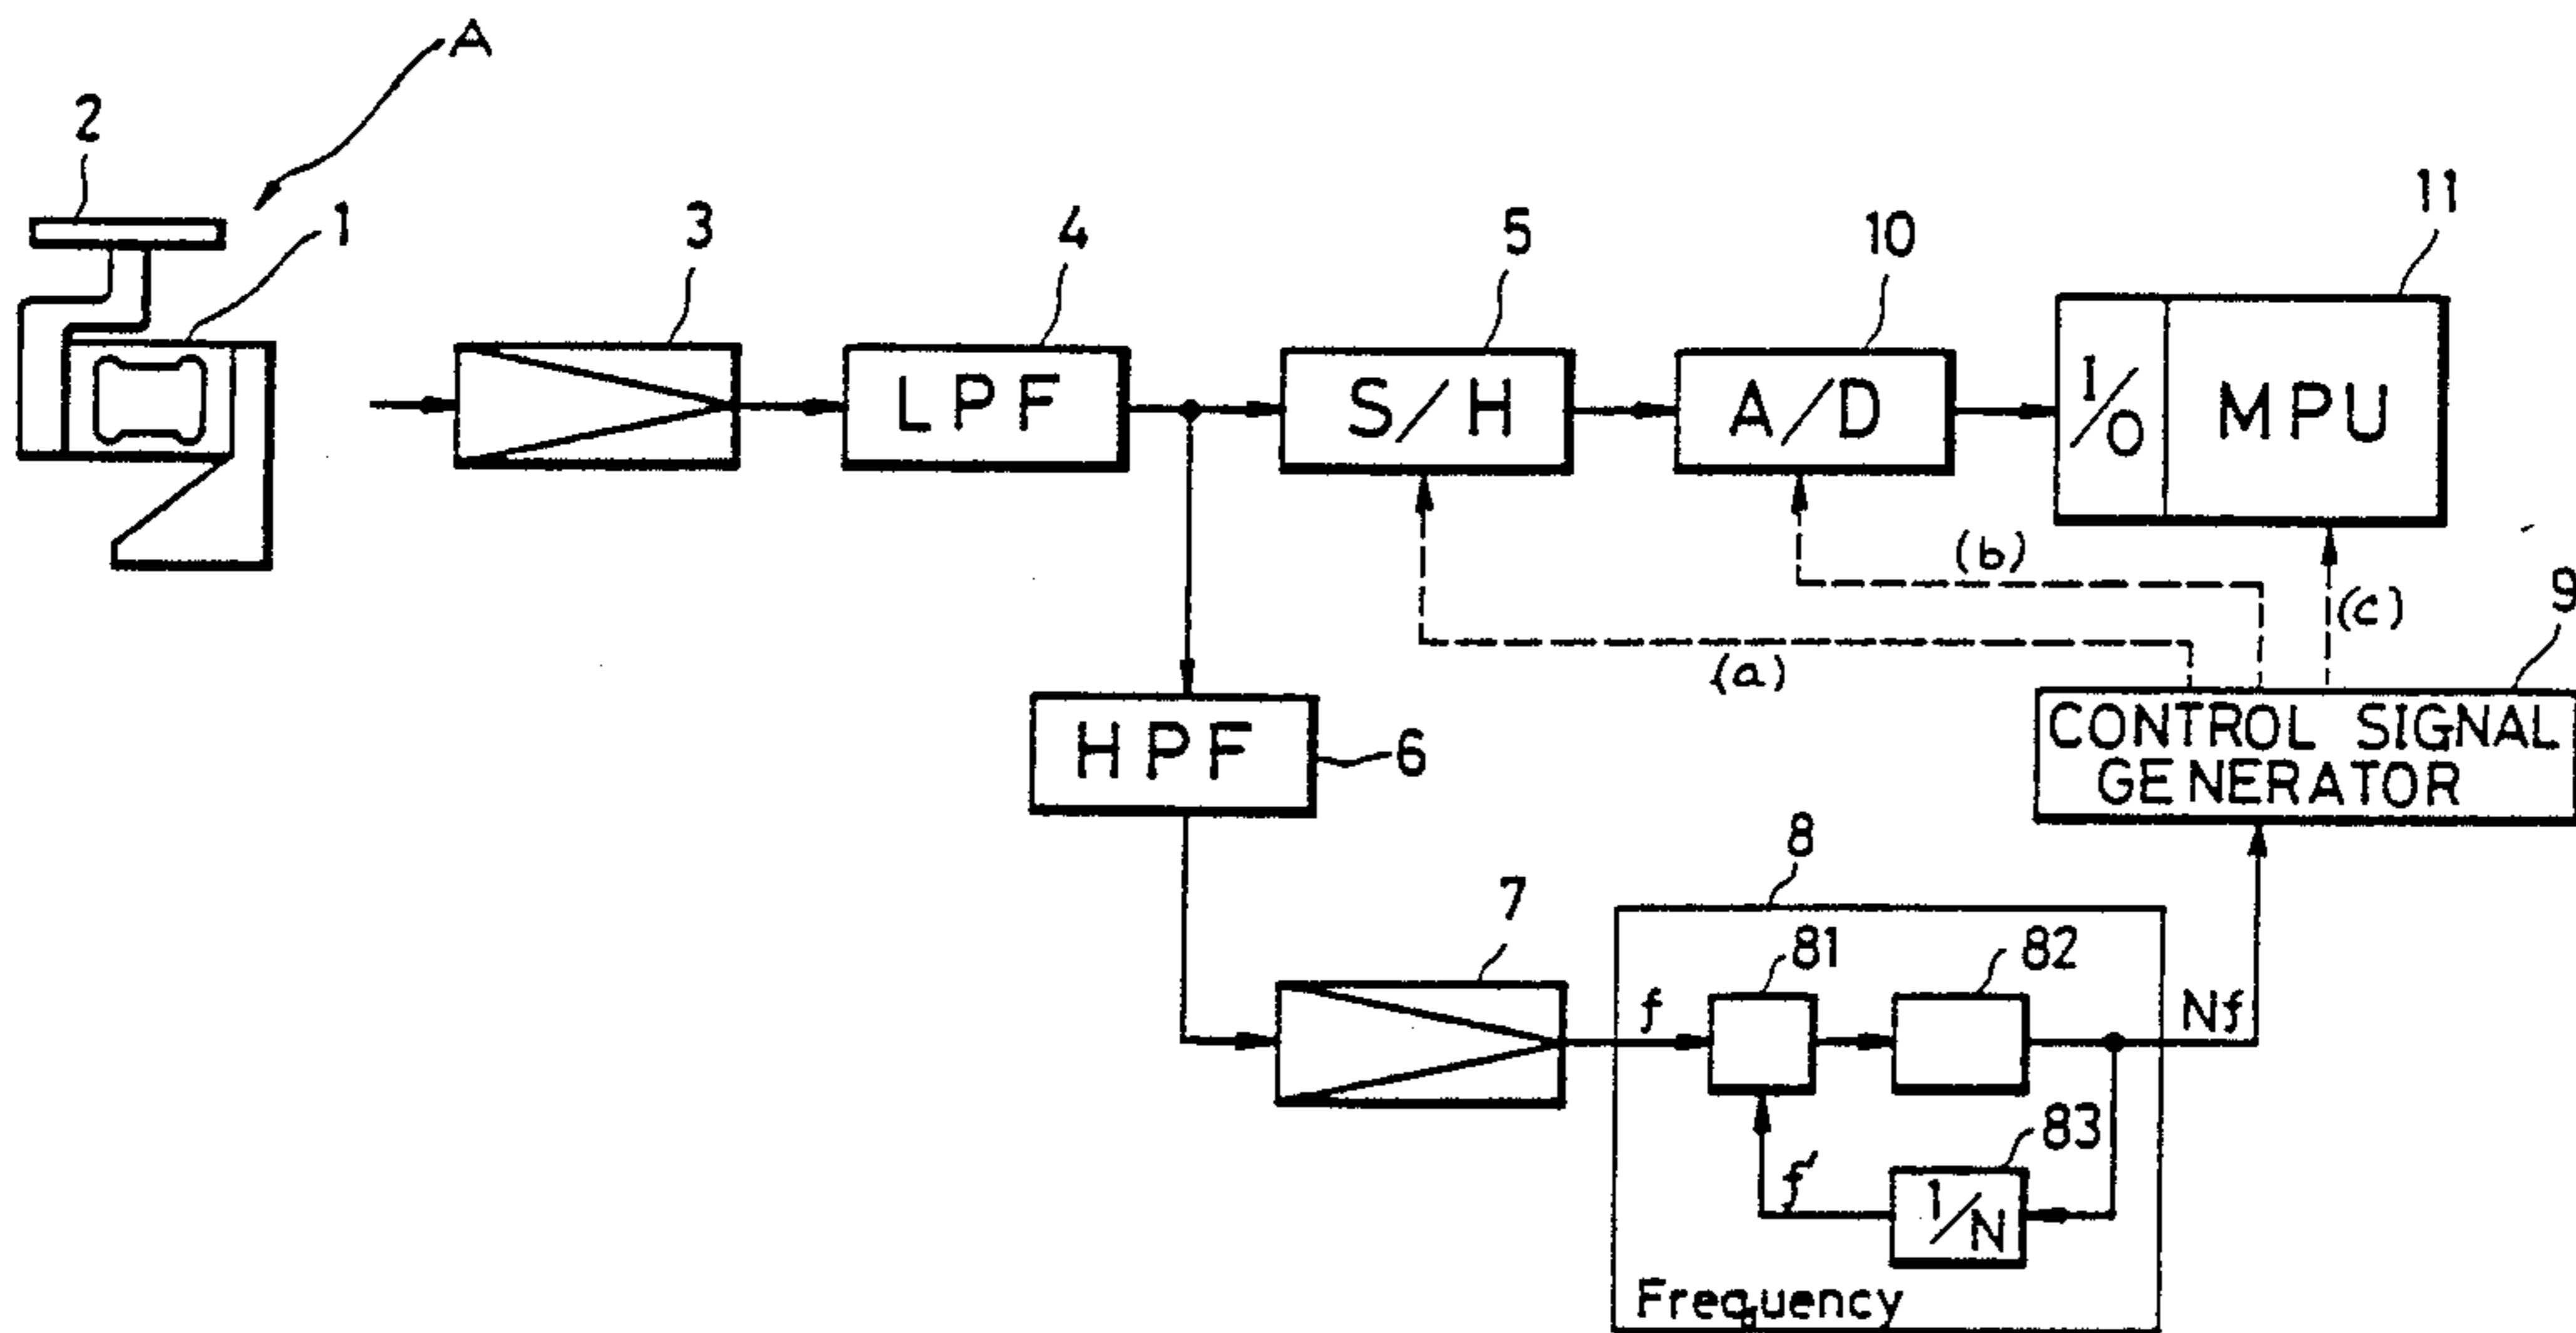 A
2
1
3
4
5
10
11
LPF
S/H
A/D
I/O
MPU
(a)
(b)
(c)
9
HPF
6
CONTROL SIGNAL
GENERATOR
7
8
f
81
82
Nf
f'
83
1/N
Frequency